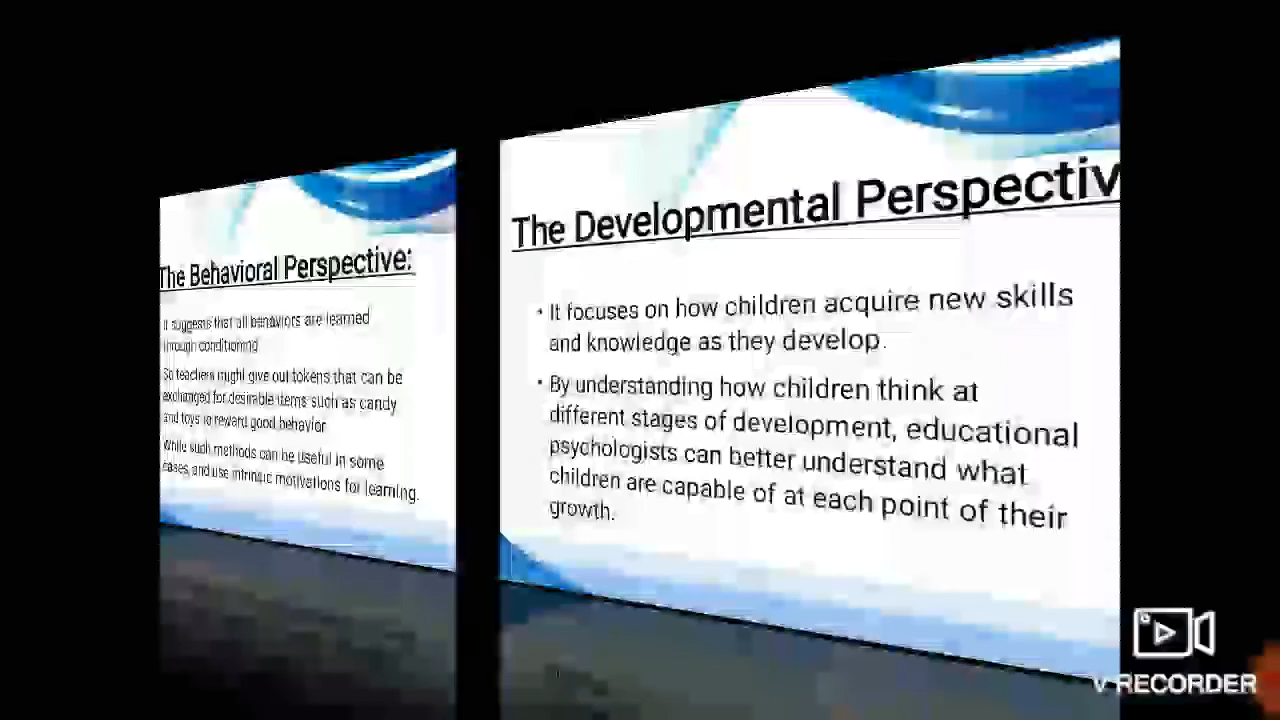 The Behavioral Perspective:
It suggests that all behaviors are learned
through conditioning
So teachers might give out tokens that can be
exchanged for desirable items such as candy
and toys to reward good behavior
While such methods can be useful in some
cases, and use intrinsic motivations for learning.
The Developmental Perspectiv
• It focuses on how children acquire new skills
and knowledge as they develop.
• By understanding how children think at
different stages of development, educational
psychologists can better understand what
children are capable of at each point of their
growth.
V RECORDER